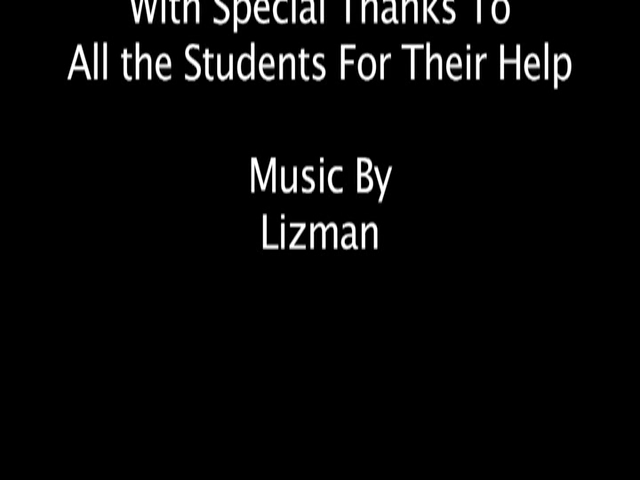 With Special Thanks To
All the Students For Their Help
Music By
Lizman